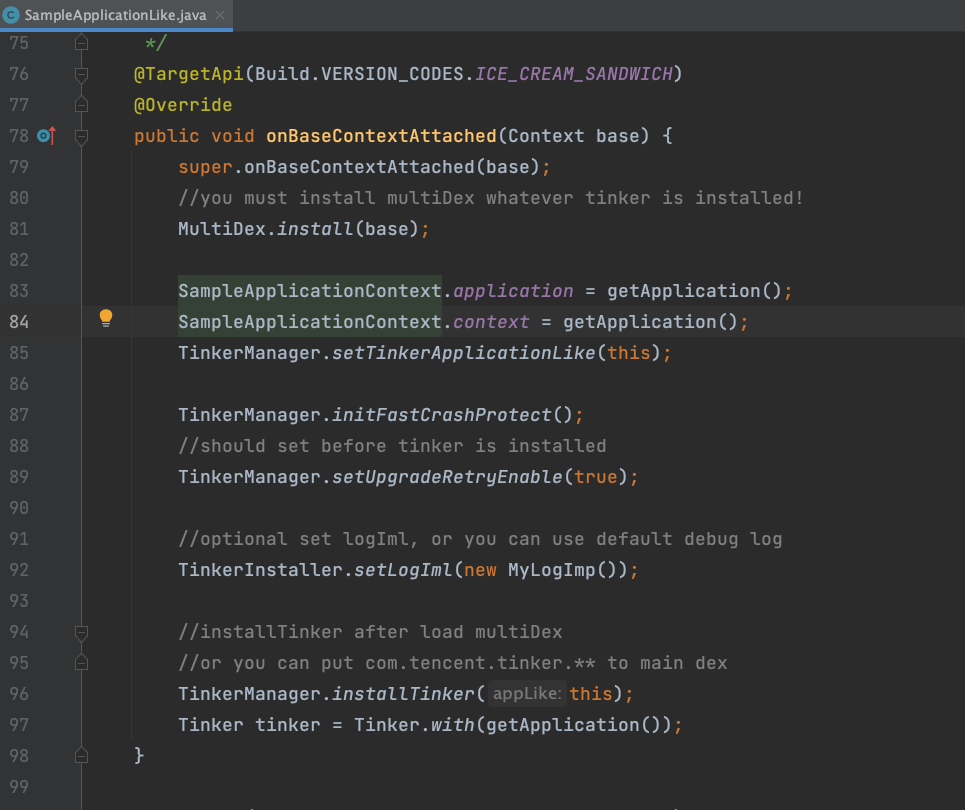 SampleApplicationLike.java
75 */
76 @TargetApi(Build.VERSION_CODES.ICE_CREAM_SANDWICH)
77 @Override
78 public void onBaseContextAttached(Context base) {
79 super.onBaseContextAttached(base);
80 //you must install multiDex whatever tinker is installed!
81 MultiDex.install(base);
82
83 SampleApplicationContext.application = getApplication();
84 SampleApplicationContext.context = getApplication();
85 TinkerManager.setTinkerApplicationLike(this);
86
87 TinkerManager.initFastCrashProtect();
88 //should set before tinker is installed
89 TinkerManager.setUpgradeRetryEnable(true);
90
91 //optional set logIml, or you can use default debug log
92 TinkerInstaller.setLogIml(new MyLogImp());
93
94 //installTinker after load multiDex
95 //or you can put com.tencent.tinker.** to main dex
96 TinkerManager.installTinker( appLike: this);
97 Tinker tinker = Tinker.with(getApplication());
98 }
99